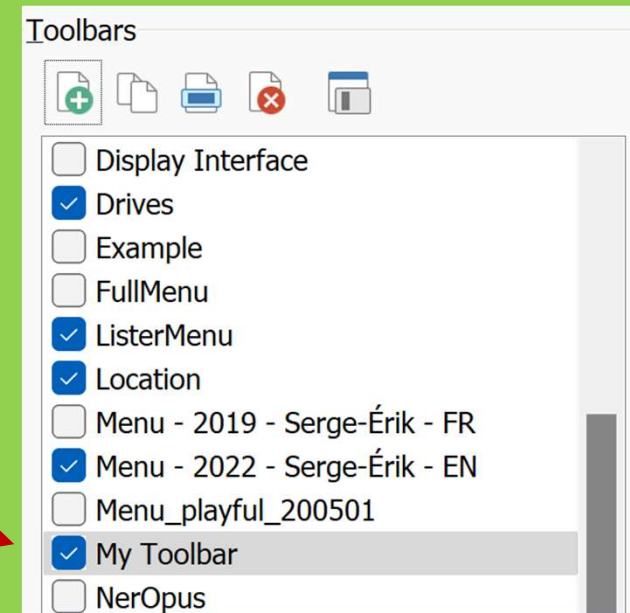 Toolbars
Display Interface
Drives
Example
FullMenu
ListerMenu
Location
Menu - 2019 - Serge-Érik - FR
Menu - 2022 - Serge-Érik - EN
Menu_playful_200501
My Toolbar
NerOpus